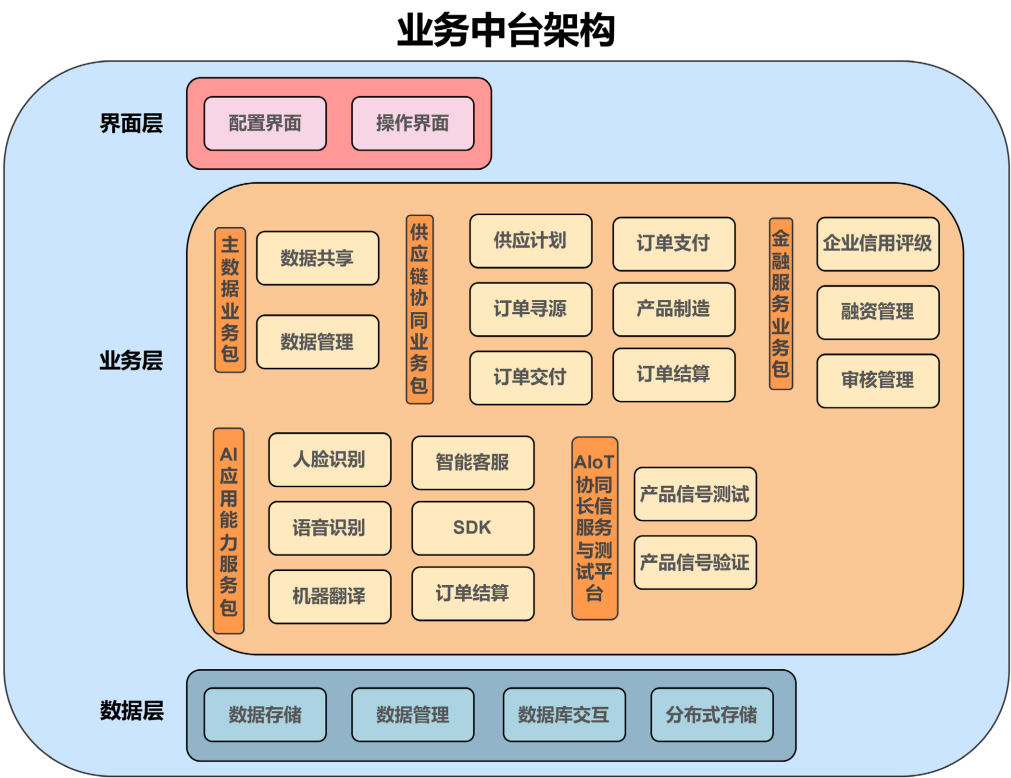 业务中台架构
界面层
配置界面
操作界面
业务层
主数据业务包
数据共享
数据管理
供应链协同业务包
供应计划
订单支付
订单寻源
产品制造
订单交付
订单结算
金融服务业务包
企业信用评级
融资管理
审核管理
AI应用能力服务包
人脸识别
智能客服
语音识别
SDK
机器翻译
订单结算
AIoT
协同
长信
服务
与测
试平
台
产品信号测试
产品信号验证
数据层
数据存储
数据管理
数据库交互
分布式存储